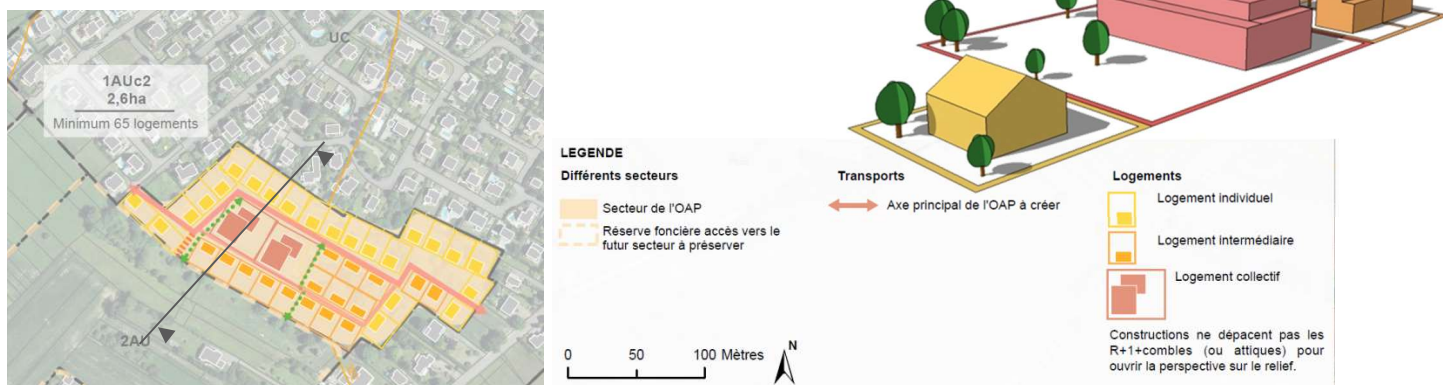 UC
1AUc2
2,6ha
Minimum 65 logements
2AU
LEGENDE
Différents secteurs
Secteur de l'OAP
Réserve foncière accès vers le
futur secteur à préserver
Transports
Axe principal de l'OAP à créer
Logements
Logement individuel
Logement intermédiaire
Logement collectif
Constructions ne dépacent pas les
R+1+combles (ou attiques) pour
ouvrir la perspective sur le relief.
0 50 100 Mètres
N